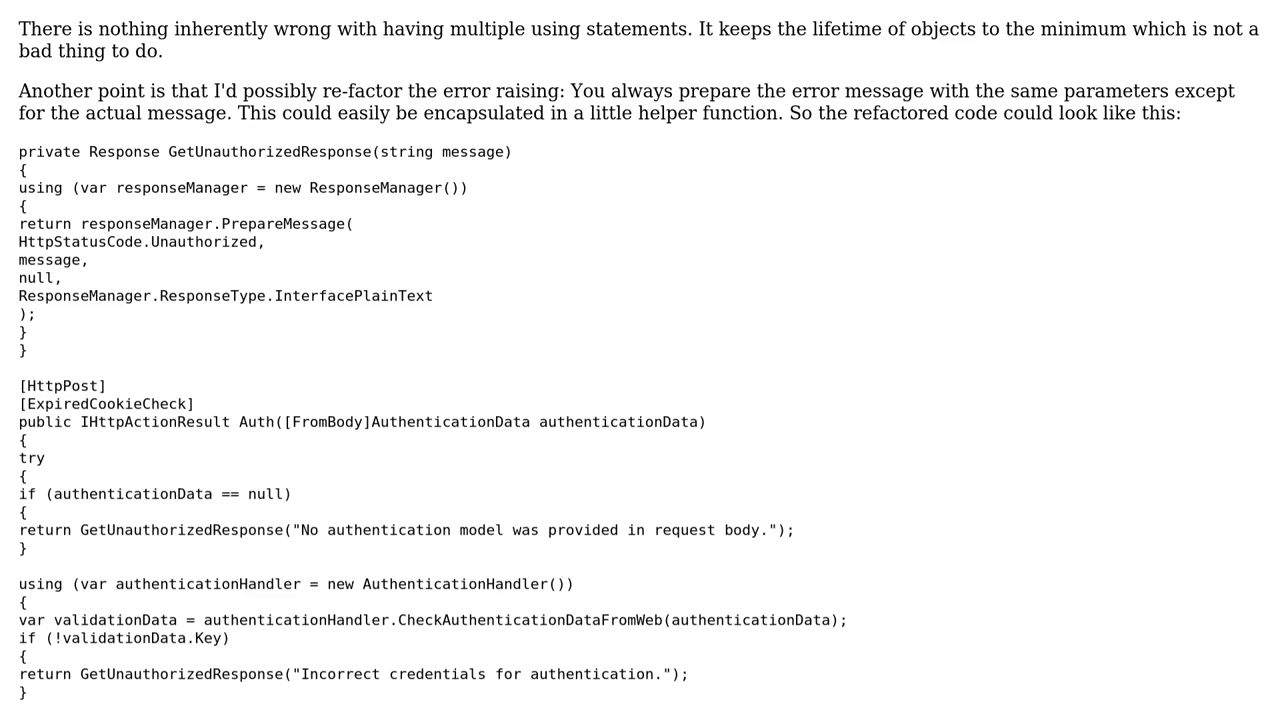 There is nothing inherently wrong with having multiple using statements. It keeps the lifetime of objects to the minimum which is not a
bad thing to do.
Another point is that I'd possibly re-factor the error raising: You always prepare the error message with the same parameters except
for the actual message. This could easily be encapsulated in a little helper function. So the refactored code could look like this:
private Response GetUnauthorizedResponse(string message)
{
using (var responseManager = new ResponseManager())
{
return responseManager.PrepareMessage(
HttpStatusCode.Unauthorized,
message,
null,
ResponseManager.ResponseType.InterfacePlainText
);
}
}
[HttpPost]
[ExpiredCookieCheck]
public IHttpActionResult Auth([FromBody]AuthenticationData authenticationData)
{
try
{
if (authenticationData == null)
{
return GetUnauthorizedResponse("No authentication model was provided in request body.");
}
using (var authenticationHandler = new AuthenticationHandler())
{
var validationData = authenticationHandler.CheckAuthenticationDataFromWeb(authenticationData);
if (!validationData.Key)
{
return GetUnauthorizedResponse("Incorrect credentials for authentication.");
}